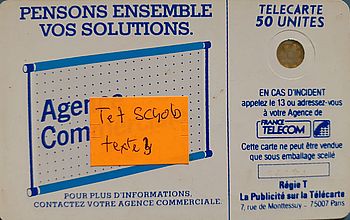 PENSONS ENSEMBLE
VOS SOLUTIONS.
Agen
Com
Tet
texte
POUR PLUS D'INFORMATIONS,
CONTACTEZ VOTRE AGENCE COMMERCIALE.
TELECARTE
50 UNITES
EN CAS D'INCIDENT
appelez le 13 ou adressez-vous
à votre Agence de
FRANCE
TELECOM
Cette carte ne peut être vendue
que sous emballage scellé
Régie T
La Publicité sur la Télécarte
7, rue de Monttessuy - 75007 Paris